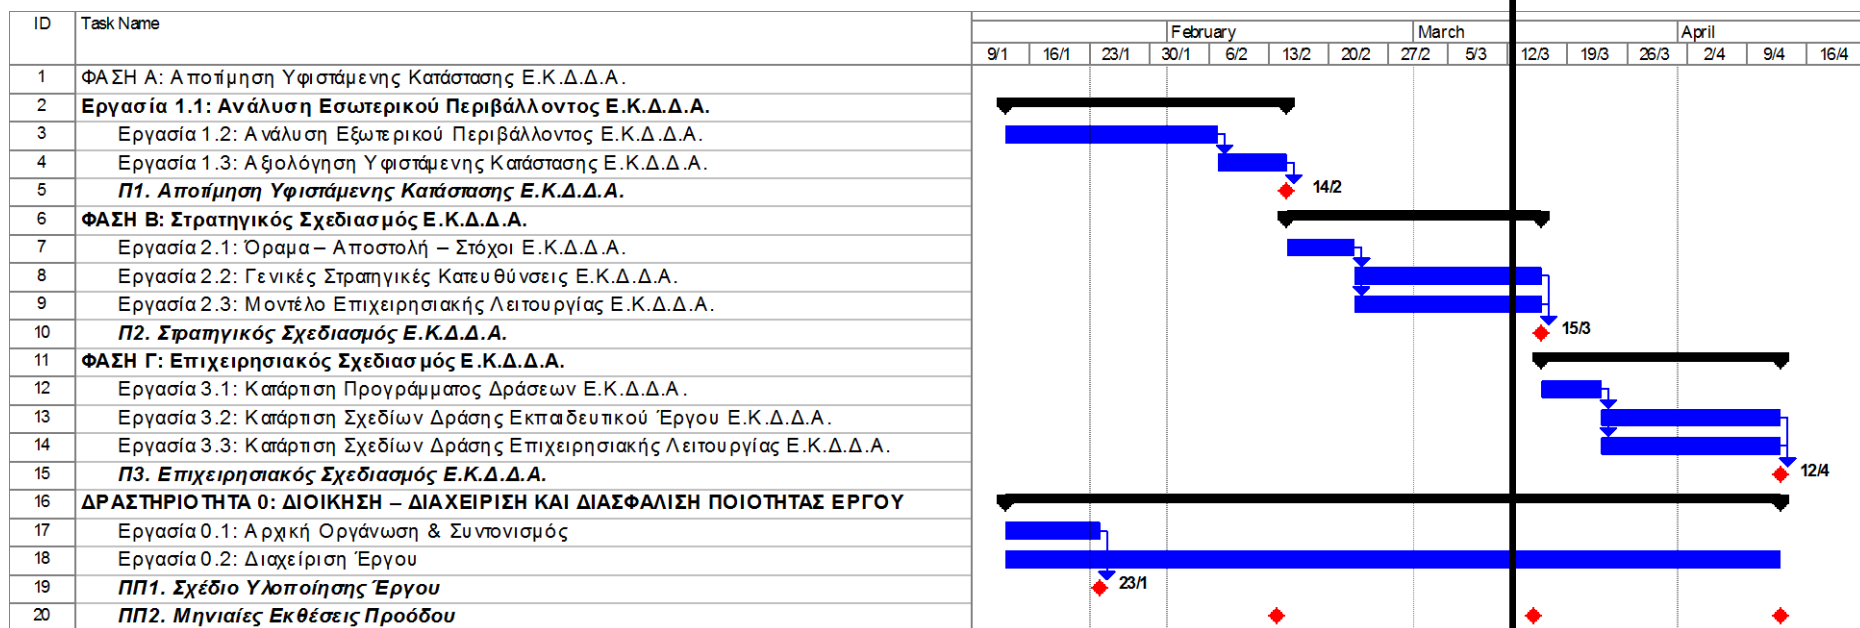 ID Task Name
February March April
9/1 16/1 23/1 30/1 6/2 13/2 20/2 27/2 5/3 12/3 19/3 26/3 2/4 9/4 16/4
1 ΦΑΣΗ Α: Αποτίμηση Υφιστάμενης Κατάστασης Ε.Κ.Δ.Δ.Α.
2 Εργασία 1.1: Ανάλυση Εσωτερικού Περιβάλλοντος Ε.Κ.Δ.Δ.Α.
3 Εργασία 1.2: Ανάλυση Εξωτερικού Περιβάλλοντος Ε.Κ.Δ.Δ.Α.
4 Εργασία 1.3: Αξιολόγηση Υφιστάμενης Κατάστασης Ε.Κ.Δ.Δ.Α.
5 Π1. Αποτίμηση Υφιστάμενης Κατάστασης Ε.Κ.Δ.Δ.Α. 14/2
6 ΦΑΣΗ Β: Στρατηγικός Σχεδιασμός Ε.Κ.Δ.Δ.Α.
7 Εργασία 2.1: Όραμα – Αποστολή – Στόχοι Ε.Κ.Δ.Δ.Α.
8 Εργασία 2.2: Γενικές Στρατηγικές Κατευθύνσεις Ε.Κ.Δ.Δ.Α.
9 Εργασία 2.3: Μοντέλο Επιχειρησιακής Λειτουργίας Ε.Κ.Δ.Δ.Α.
10 Π2. Στρατηγικός Σχεδιασμός Ε.Κ.Δ.Δ.Α. 15/3
11 ΦΑΣΗ Γ: Επιχειρησιακός Σχεδιασμός Ε.Κ.Δ.Δ.Α.
12 Εργασία 3.1: Κατάρτιση Προγράμματος Δράσεων Ε.Κ.Δ.Δ.Α.
13 Εργασία 3.2: Κατάρτιση Σχεδίων Δράσης Εκπαιδευτικού Έργου Ε.Κ.Δ.Δ.Α.
14 Εργασία 3.3: Κατάρτιση Σχεδίων Δράσης Επιχειρησιακής Λειτουργίας Ε.Κ.Δ.Δ.Α.
15 Π3. Επιχειρησιακός Σχεδιασμός Ε.Κ.Δ.Δ.Α. 12/4
16 ΔΡΑΣΤΗΡΙΟΤΗΤΑ 0: ΔΙΟΙΚΗΣΗ – ΔΙΑΧΕΙΡΙΣΗ ΚΑΙ ΔΙΑΣΦΑΛΙΣΗ ΠΟΙΟΤΗΤΑΣ ΕΡΓΟΥ
17 Εργασία 0.1: Αρχική Οργάνωση & Συντονισμός
18 Εργασία 0.2: Διαχείριση Έργου
19 ΠΠ1. Σχέδιο Υλοποίησης Έργου 23/1
20 ΠΠ2. Μηνιαίες Εκθέσεις Προόδου